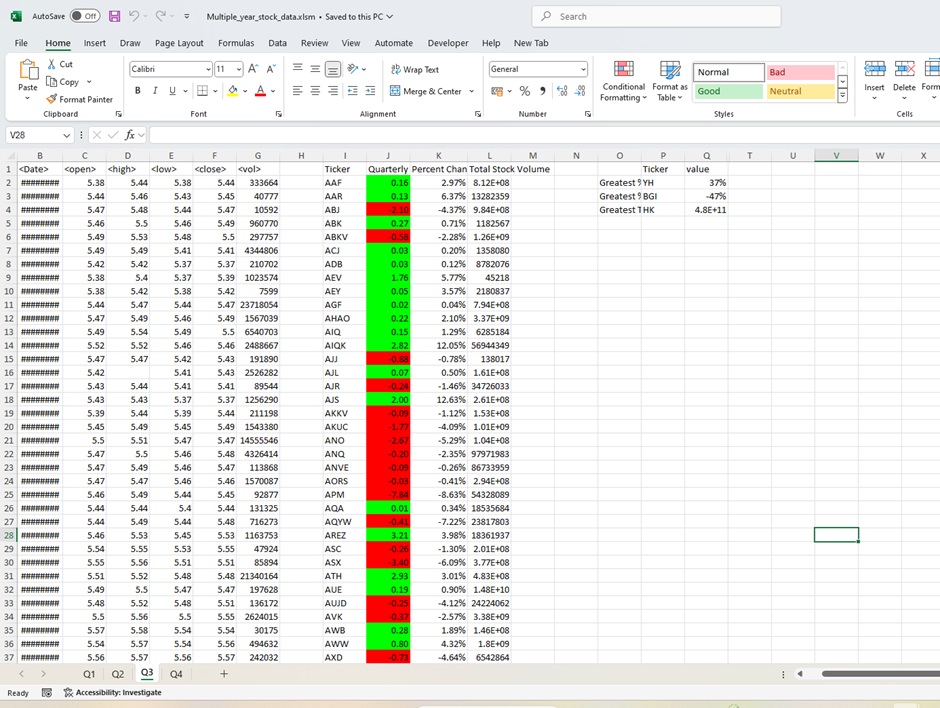 AutoSave Off Multiple_year_stock_data.xlsm • Saved to this PC Search
File Home Insert Draw Page Layout Formulas Data Review View Automate Developer Help New Tab
Paste Cut Copy Format Painter Clipboard
Calibri 11 B I U A Font
Wrap Text Merge & Center Alignment
General % Number
Conditional Formatting Format as Table Normal Bad Good Neutral Styles
Insert Delete Form Cells
V28 fx
B C D E F G H I J K L M N O P Q T U V W X
1 <Date> <open> <high> <low> <close> <vol> Ticker Quarterly Percent Chan Total Stock Volume Ticker value
2 ######## 5.38 5.44 5.38 5.44 333664 AAF 0.16 2.97% 8.12E+08 Greatest % YH 37%
3 ######## 5.44 5.46 5.43 5.45 40777 AAR 0.13 6.37% 13282359 Greatest % BGI -47%
4 ######## 5.47 5.48 5.44 5.47 10592 ABJ -2.10 -4.37% 9.84E+08 Greatest T HK 4.8E+11
5 ######## 5.46 5.5 5.46 5.49 960770 ABK 0.27 0.71% 1182567
6 ######## 5.49 5.53 5.48 5.5 297757 ABKV -0.58 -2.28% 1.26E+09
7 ######## 5.49 5.49 5.41 5.41 4344806 ACJ 0.03 0.20% 1358080
8 ######## 5.42 5.42 5.37 5.37 210702 ADB 0.03 0.12% 8782076
9 ######## 5.38 5.4 5.37 5.39 1023574 AEV 1.76 5.77% 45218
10 ######## 5.38 5.42 5.38 5.42 7599 AEY 0.05 3.57% 2180837
11 ######## 5.44 5.47 5.44 5.47 23718054 AGF 0.02 0.04% 7.94E+08
12 ######## 5.47 5.49 5.46 5.49 1567039 AHAO 0.22 2.10% 3.37E+09
13 ######## 5.49 5.54 5.49 5.5 6540703 AIQ 0.15 1.29% 6285184
14 ######## 5.52 5.52 5.46 5.46 2488667 AIQK 2.82 12.05% 56944349
15 ######## 5.47 5.47 5.42 5.43 191890 AJJ -0.88 -0.78% 138017
16 ######## 5.42 5.41 5.43 2526282 AJL 0.07 0.50% 1.61E+08
17 ######## 5.43 5.44 5.41 5.41 89544 AJR -0.24 -1.46% 34726033
18 ######## 5.43 5.43 5.37 5.37 1256290 AJS 2.00 12.63% 2.61E+08
19 ######## 5.39 5.44 5.39 5.44 211198 AKKV -0.09 -1.12% 1.53E+08
20 ######## 5.45 5.49 5.45 5.49 1543380 AKUC -1.77 -4.09% 1.01E+09
21 ######## 5.5 5.51 5.47 5.47 14555546 ANO -2.67 -5.29% 1.04E+08
22 ######## 5.47 5.5 5.46 5.48 4326414 ANQ -0.20 -2.35% 97971983
23 ######## 5.47 5.49 5.46 5.47 113868 ANVE -0.09 -0.26% 86733959
24 ######## 5.47 5.47 5.46 5.46 1570087 AORS -0.03 -0.41% 2.94E+08
25 ######## 5.46 5.49 5.44 5.45 92877 APM -7.84 -8.63% 54328089
26 ######## 5.44 5.44 5.4 5.44 131325 AQA 0.01 0.34% 18535684
27 ######## 5.44 5.49 5.44 5.48 716273 AQYW -0.41 -7.22% 23817803
28 ######## 5.46 5.53 5.45 5.53 1163753 AREZ 3.21 3.98% 18361937
29 ######## 5.54 5.55 5.53 5.55 47924 ASC -0.26 -1.30% 2.01E+08
30 ######## 5.55 5.56 5.51 5.51 85894 ASX -3.40 -6.09% 3.77E+08
31 ######## 5.51 5.52 5.48 5.48 21340164 ATH 2.93 3.01% 4.83E+08
32 ######## 5.49 5.5 5.47 5.47 197628 AUE 0.19 0.90% 1.48E+10
33 ######## 5.48 5.52 5.48 5.51 136172 AUJD -0.25 -4.12% 24224062
34 ######## 5.5 5.56 5.5 5.55 2624015 AVK -0.37 -2.57% 3.38E+09
35 ######## 5.57 5.58 5.54 5.54 30175 AWB 0.28 1.89% 1.46E+08
36 ######## 5.54 5.57 5.54 5.56 494632 AWW 0.80 4.32% 1.8E+09
37 ######## 5.56 5.57 5.56 5.57 242032 AXD -0.73 -4.64% 6542864
Q1 Q2 Q3 Q4 +
Ready Accessibility: Investigate